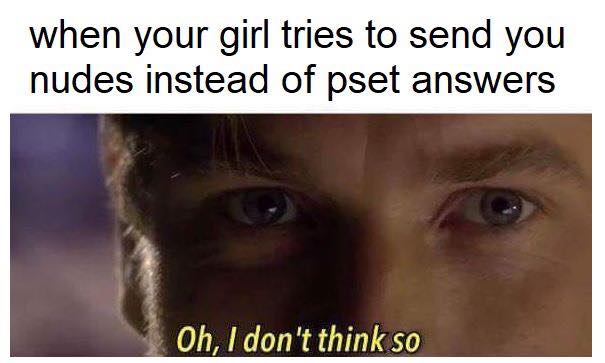 when your girl tries to send you
nudes instead of pset answers
Oh, I don't think so